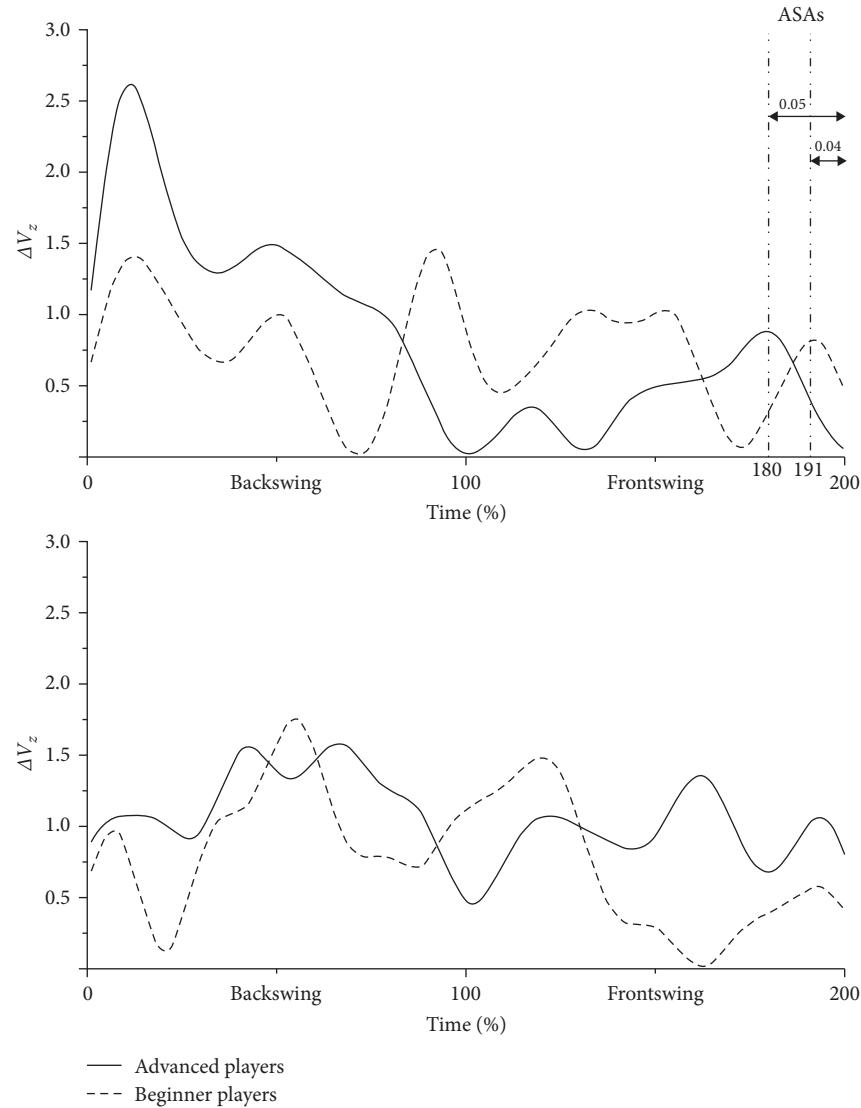 ASAs
3.0
2.5
0.05
2.0
0.04
ΔVz
1.5
1.0
0.5
180 191
0 Backswing 100 Frontswing 200
Time (%)
3.0
2.5
2.0
ΔVz
1.5
1.0
0.5
0 Backswing 100 Frontswing 200
Time (%)
Advanced players
Beginner players